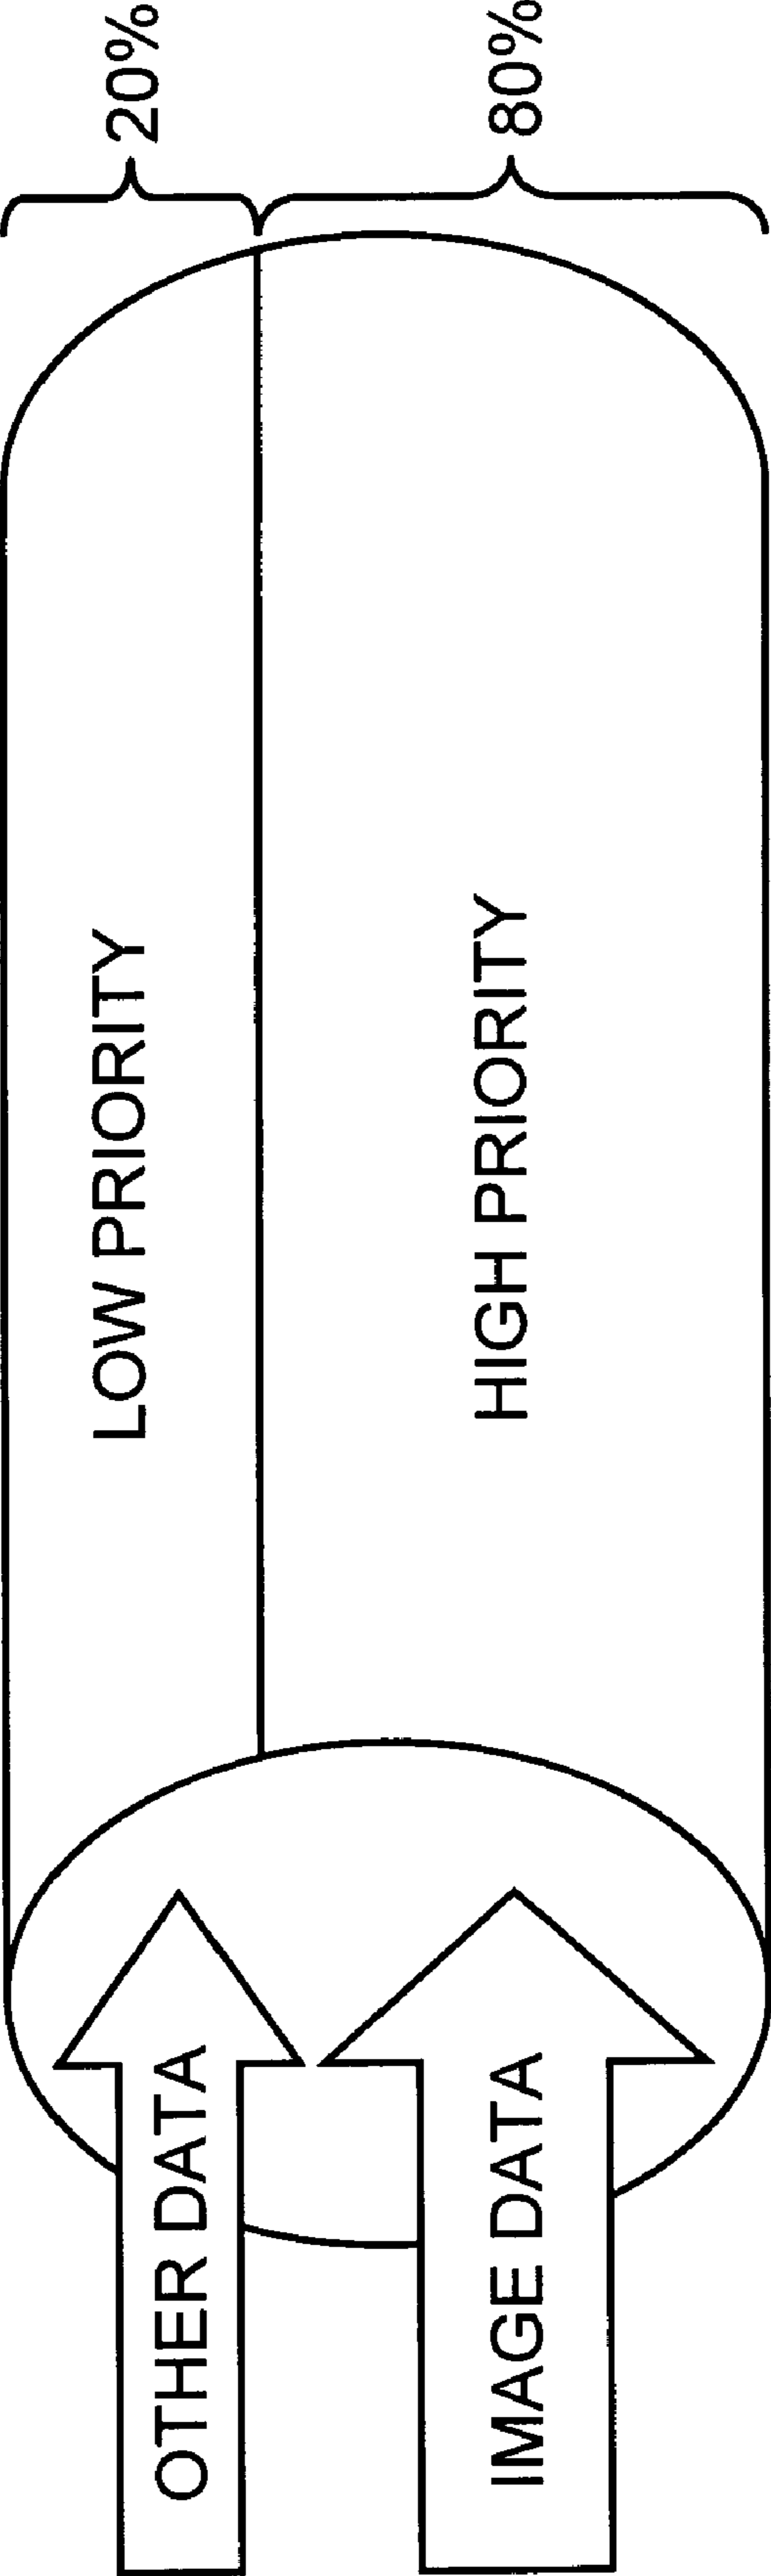 20%
LOW PRIORITY
OTHER DATA
80%
HIGH PRIORITY
IMAGE DATA